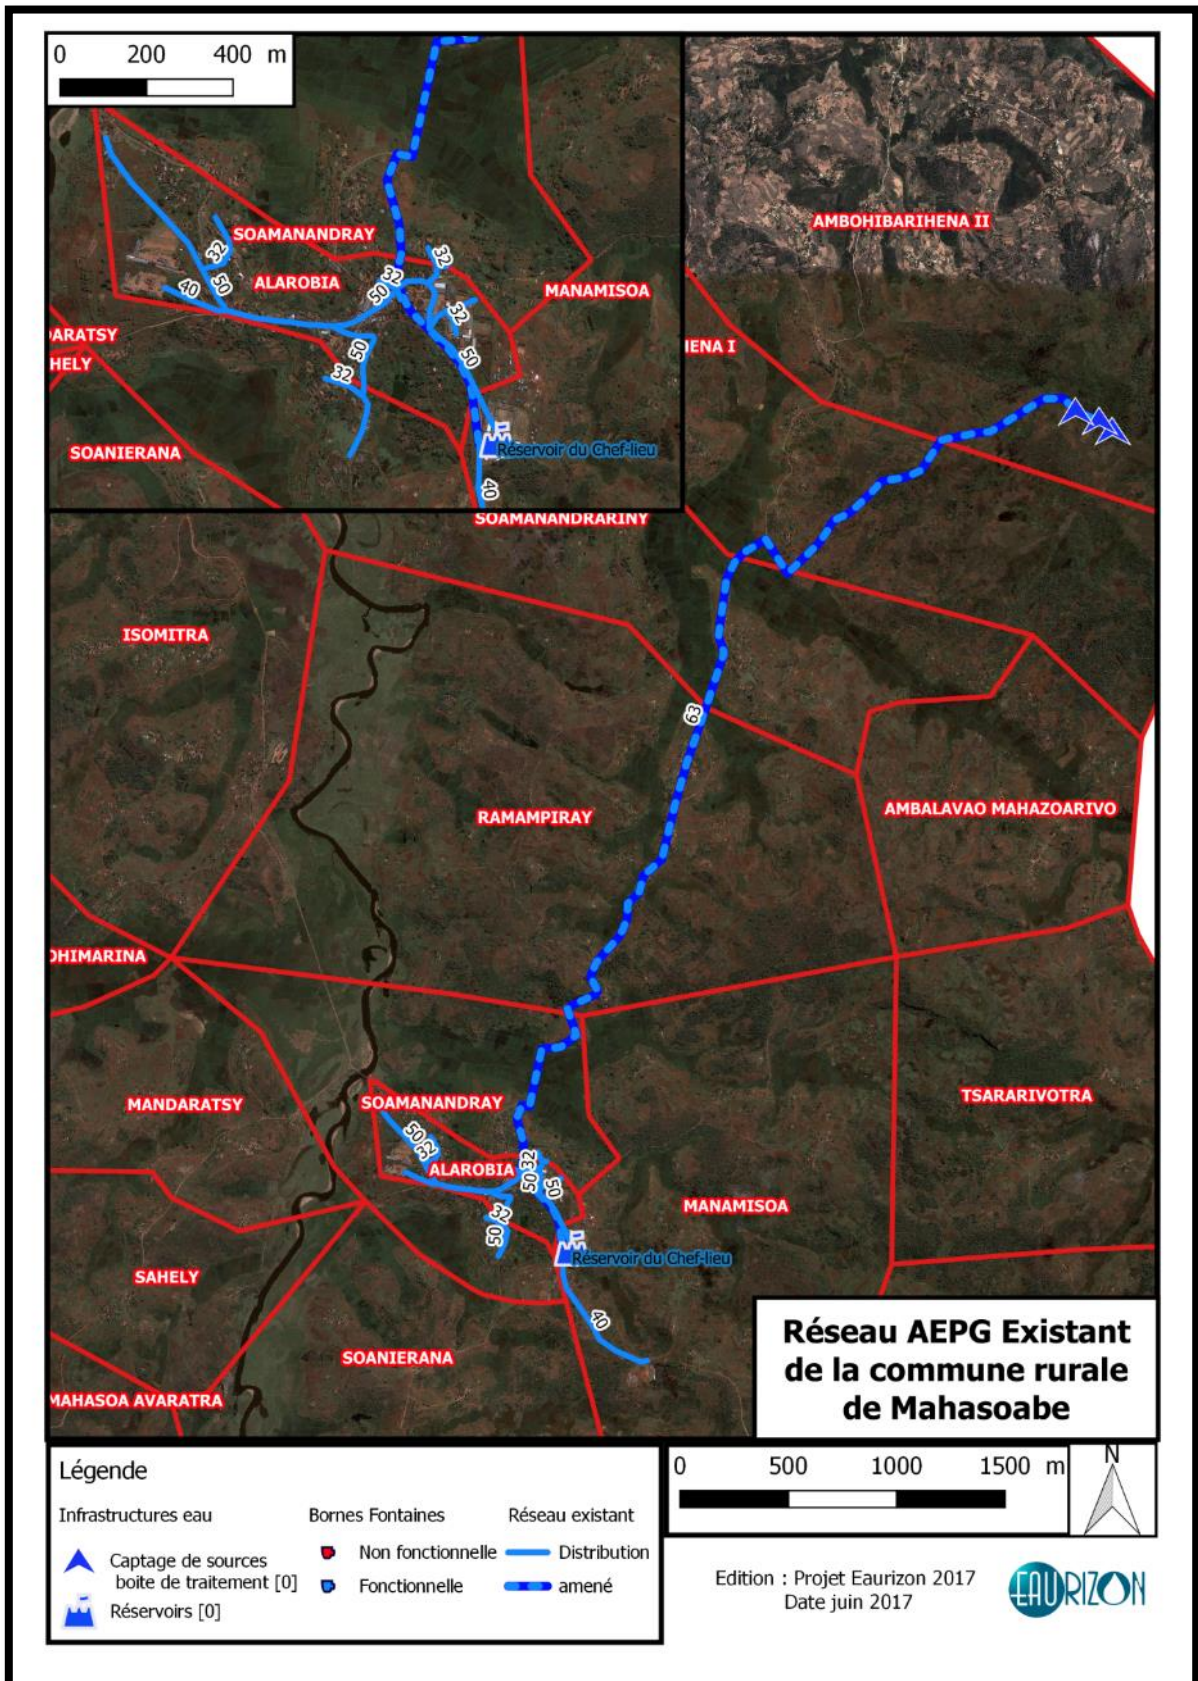 0 200 400 m
AMBOHIBARIHENA II
SOAMANANDRAY
32
ALAROBIA
32
32
MANAMISOA
40
50
50
32
DARATSY
IENA I
HELY
50
50
32
SOANIERANA
Réservoir du Chef-lieu
40
SOAMANANDRARINY
ISOMITRA
63
RAMAMPIRAY
AMBALAVAO MAHAZOARIVO
OHIMARINA
MANDARATSY
SOAMANANDRAY
TSARARIVOTRA
50
32
32
ALAROBIA
50
50
MANAMISOA
32
50
Réservoir du Chef-lieu
SAHELY
40
SOANIERANA
MAHASOA AVARATRA
Réseau AEPG Existant
de la commune rurale
de Mahasoabe
Légende
Infrastructures eau
Captage de sources
boite de traitement [0]
Réservoirs [0]
Bornes Fontaines
Non fonctionnelle
Fonctionnelle
Réseau existant
Distribution
amené
0 500 1000 1500 m
N
Edition : Projet Eaurizon 2017
Date juin 2017
EAURIZON